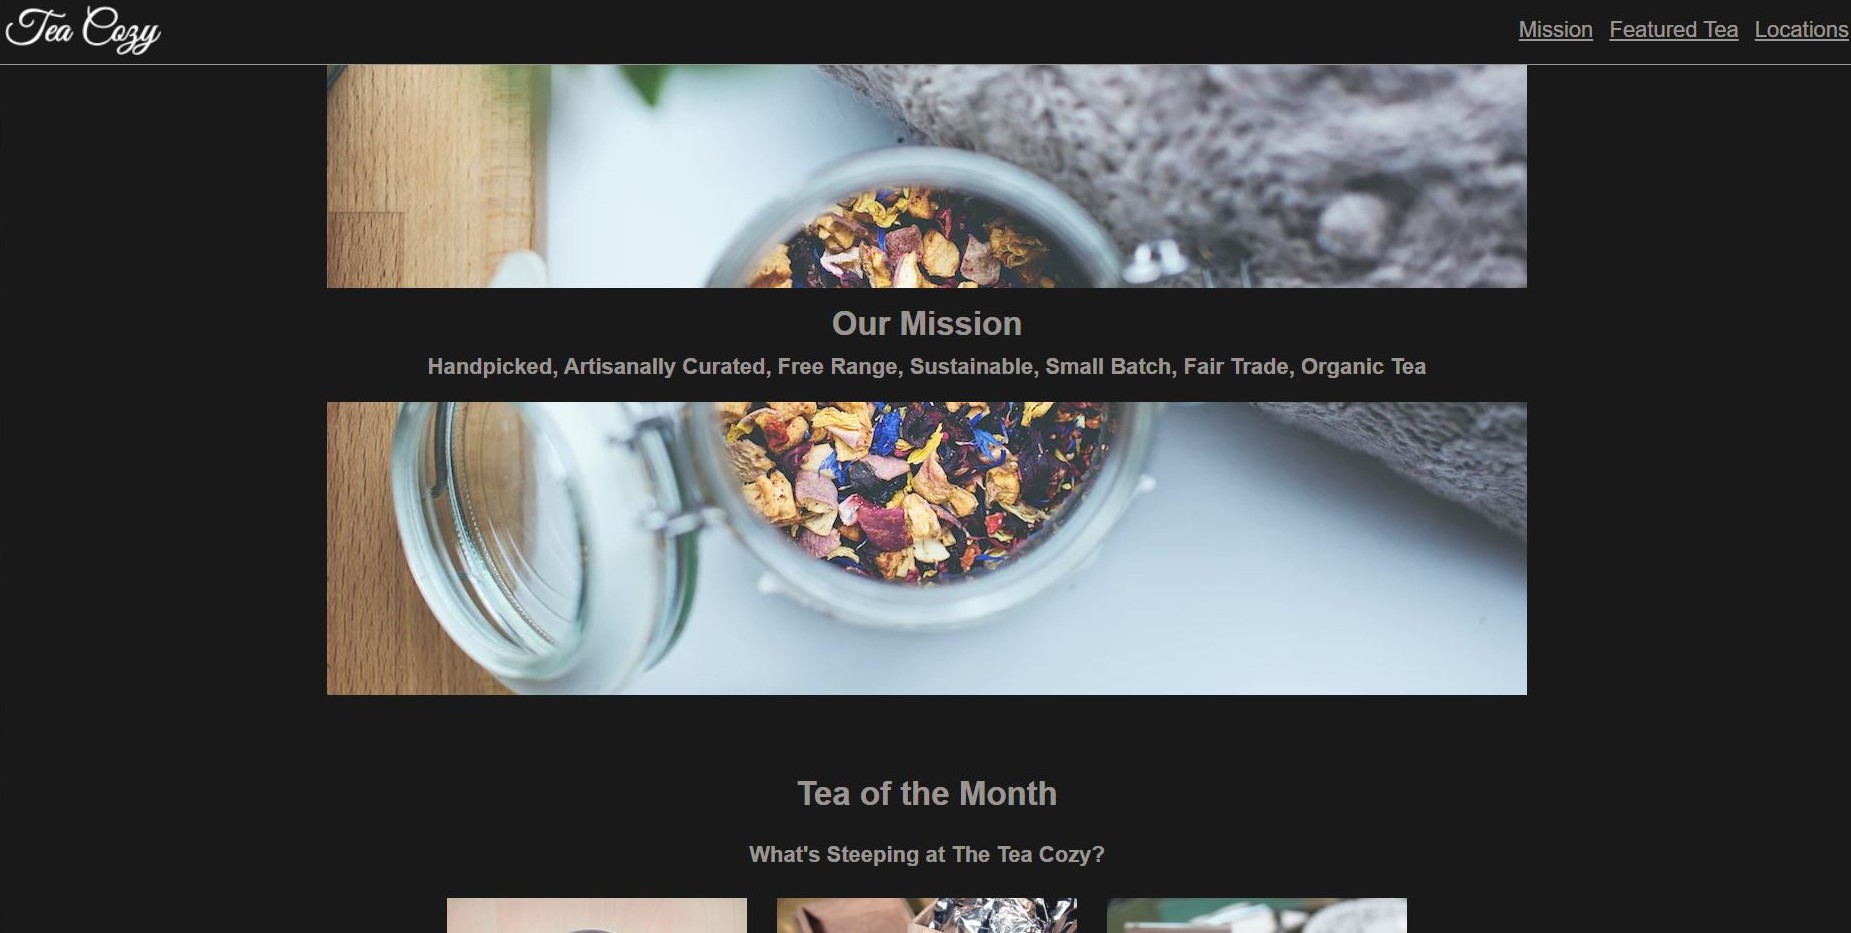 Tea Cozy
Mission Featured Tea Locations
Our Mission
Handpicked, Artisanally Curated, Free Range, Sustainable, Small Batch, Fair Trade, Organic Tea
Tea of the Month
What's Steeping at The Tea Cozy?